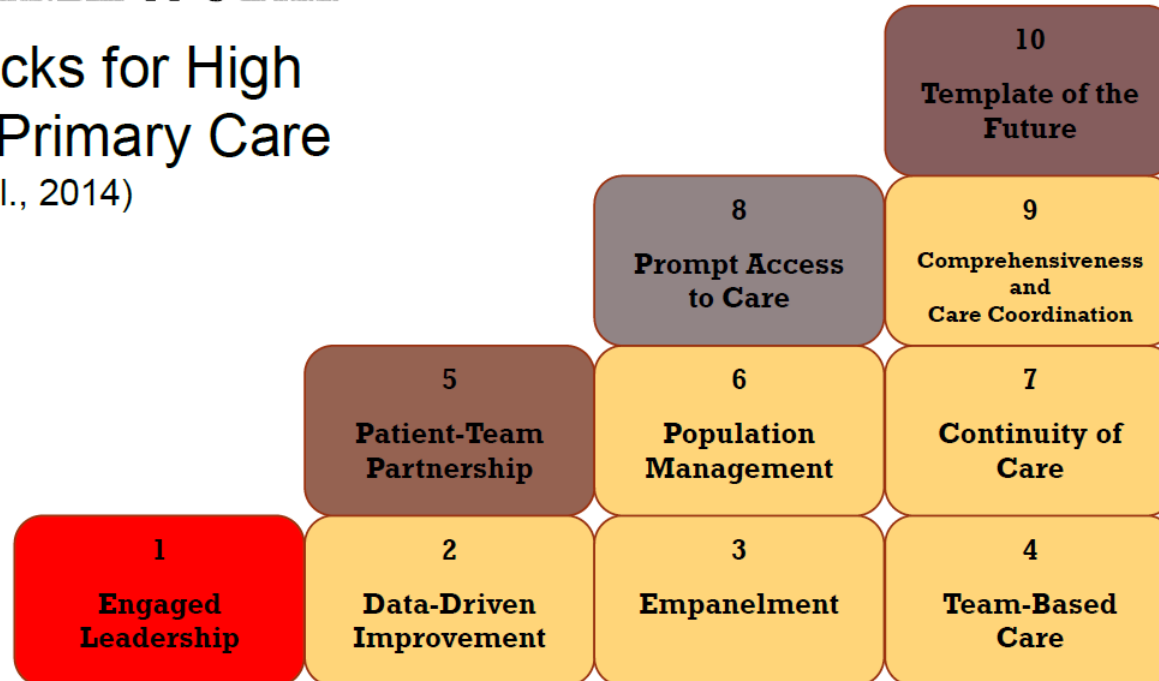 cks for High
Primary Care
l., 2014)
10
Template of the
Future
8
Prompt Access
to Care
9
Comprehensiveness
and
Care Coordination
5
Patient-Team
Partnership
6
Population
Management
7
Continuity of
Care
1
Engaged
Leadership
2
Data-Driven
Improvement
3
Empanelment
4
Team-Based
Care